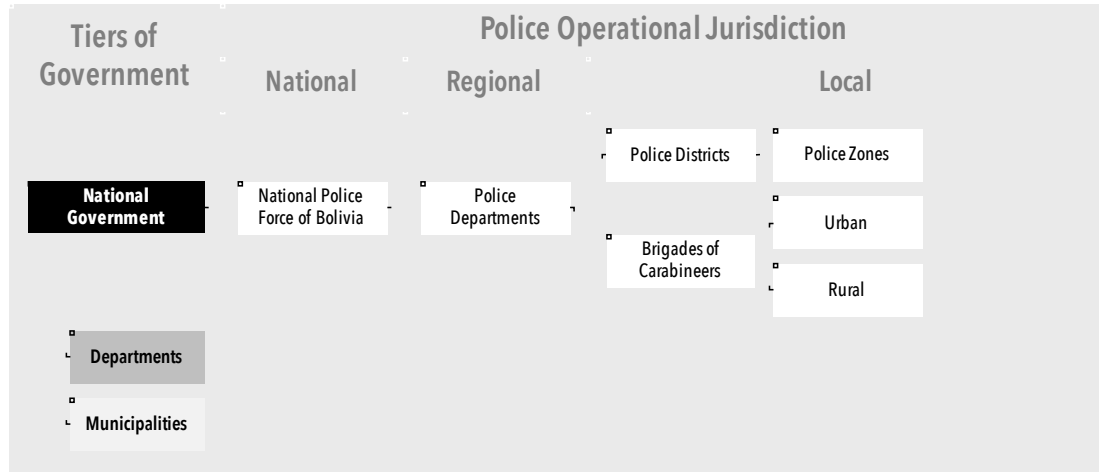 Tiers of
Government
Police Operational Jurisdiction
National
Regional
Local
Police Districts
Police Zones
National
Government
National Police
Force of Bolivia
Police
Departments
Urban
Brigades of
Carabineers
Rural
Departments
Municipalities